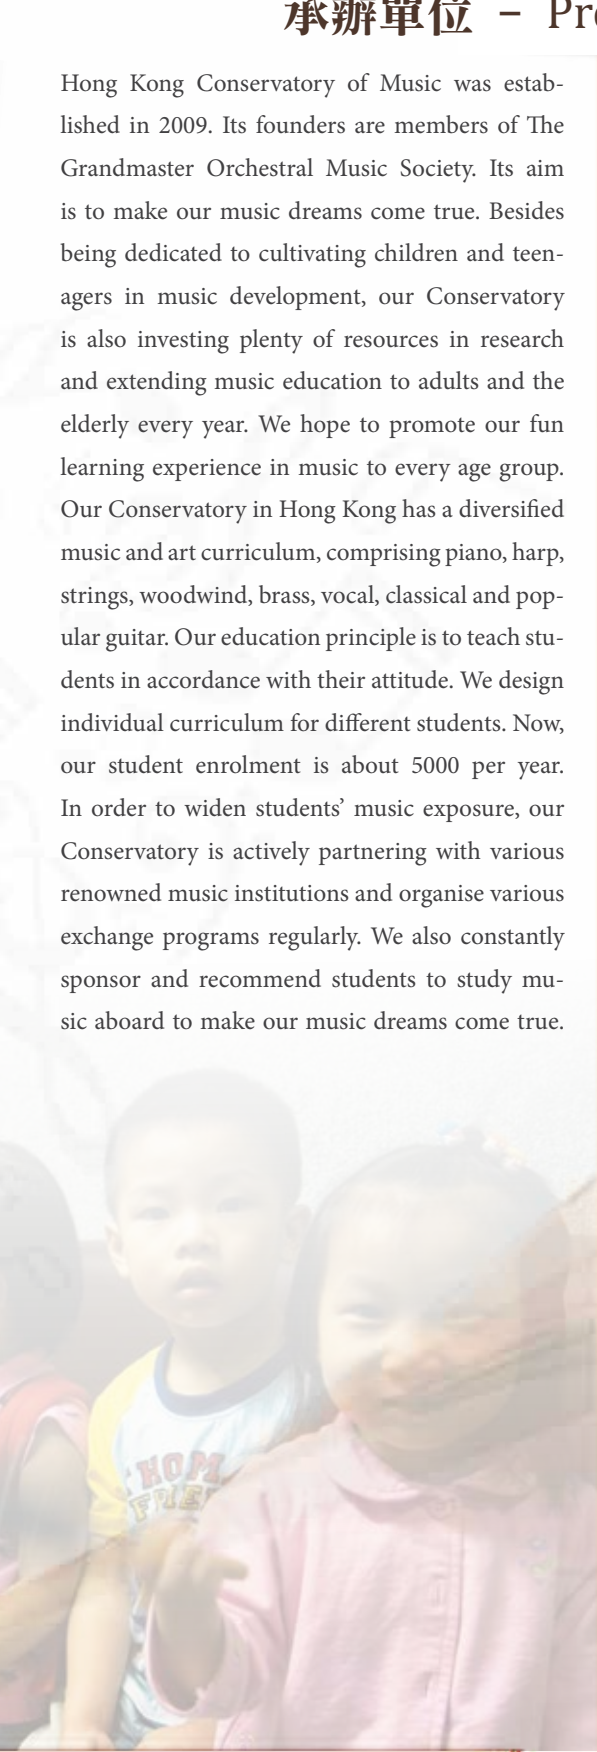 承辦單位 – Pr
Hong Kong Conservatory of Music was estab-
lished in 2009. Its founders are members of The
Grandmaster Orchestral Music Society. Its aim
is to make our music dreams come true. Besides
being dedicated to cultivating children and teen-
agers in music development, our Conservatory
is also investing plenty of resources in research
and extending music education to adults and the
elderly every year. We hope to promote our fun
learning experience in music to every age group.
Our Conservatory in Hong Kong has a diversified
music and art curriculum, comprising piano, harp,
strings, woodwind, brass, vocal, classical and pop-
ular guitar. Our education principle is to teach stu-
dents in accordance with their attitude. We design
individual curriculum for different students. Now,
our student enrolment is about 5000 per year.
In order to widen students’ music exposure, our
Conservatory is actively partnering with various
renowned music institutions and organise various
exchange programs regularly. We also constantly
sponsor and recommend students to study mu-
sic aboard to make our music dreams come true.
HOM
FRIE